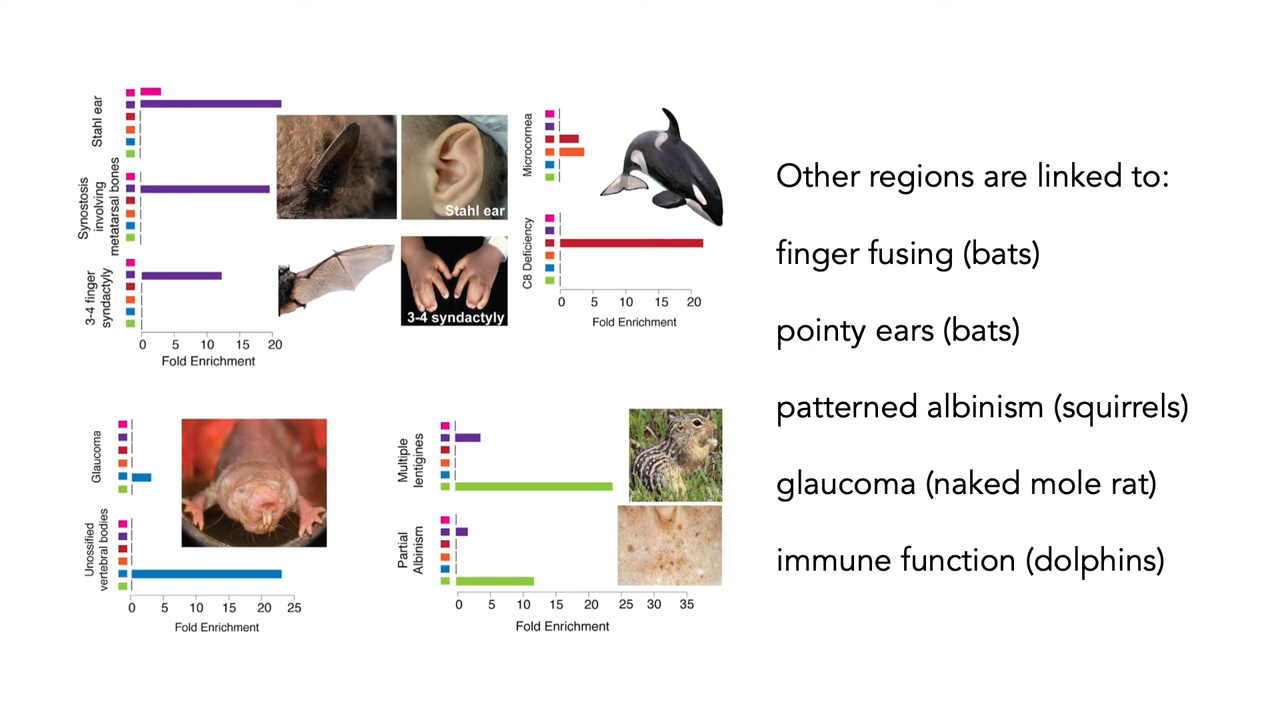 Stahl ear
Synostosis
involving
metatarsal bones
3-4 finger
syndactyly
0 5 10 15 20
Fold Enrichment
Stahl ear
3-4 syndactyly
Microcornea
C8 Deficiency
0 5 10 15 20
Fold Enrichment
Glaucoma
Unossified
vertebral bodies
0 5 10 15 20 25
Fold Enrichment
Multiple
lentigines
Partial
Albinism
0 5 10 15 20 25 30 35
Fold Enrichment
Other regions are linked to:
finger fusing (bats)
pointy ears (bats)
patterned albinism (squirrels)
glaucoma (naked mole rat)
immune function (dolphins)